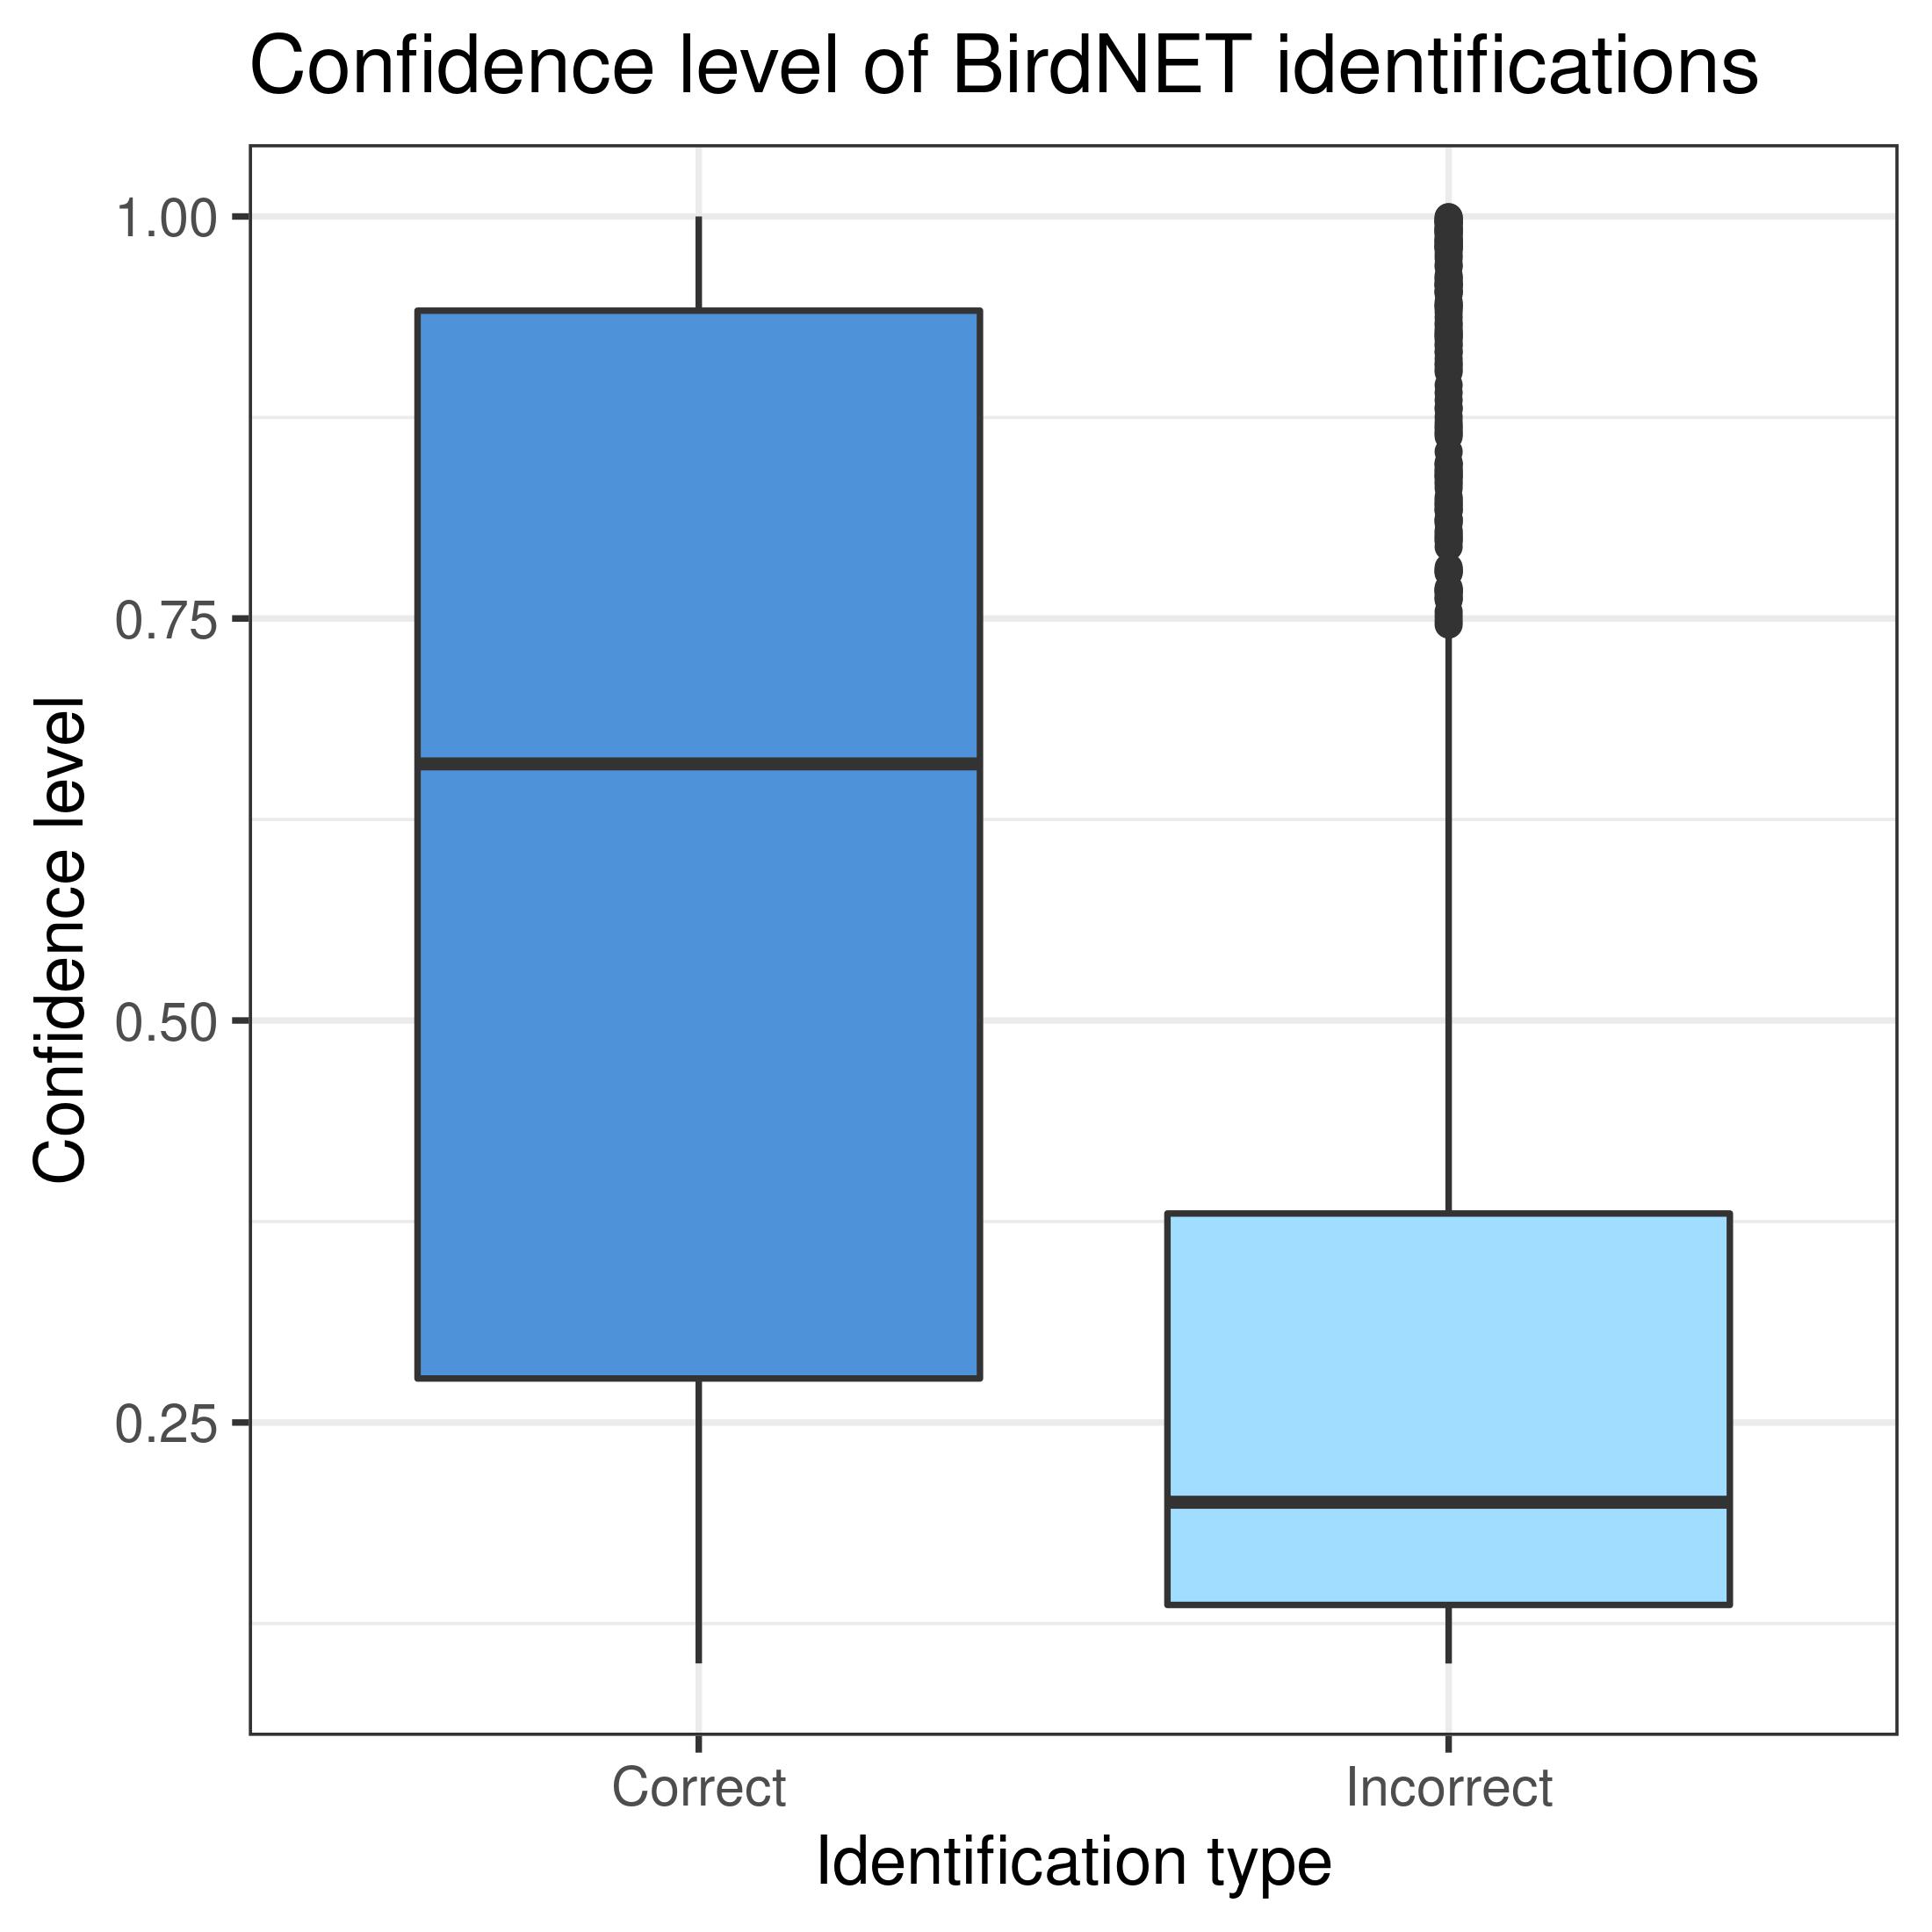 Confidence level of BirdNET identifications
Confidence level
1.00
0.75
0.50
0.25
Correct
Incorrect
Identification type